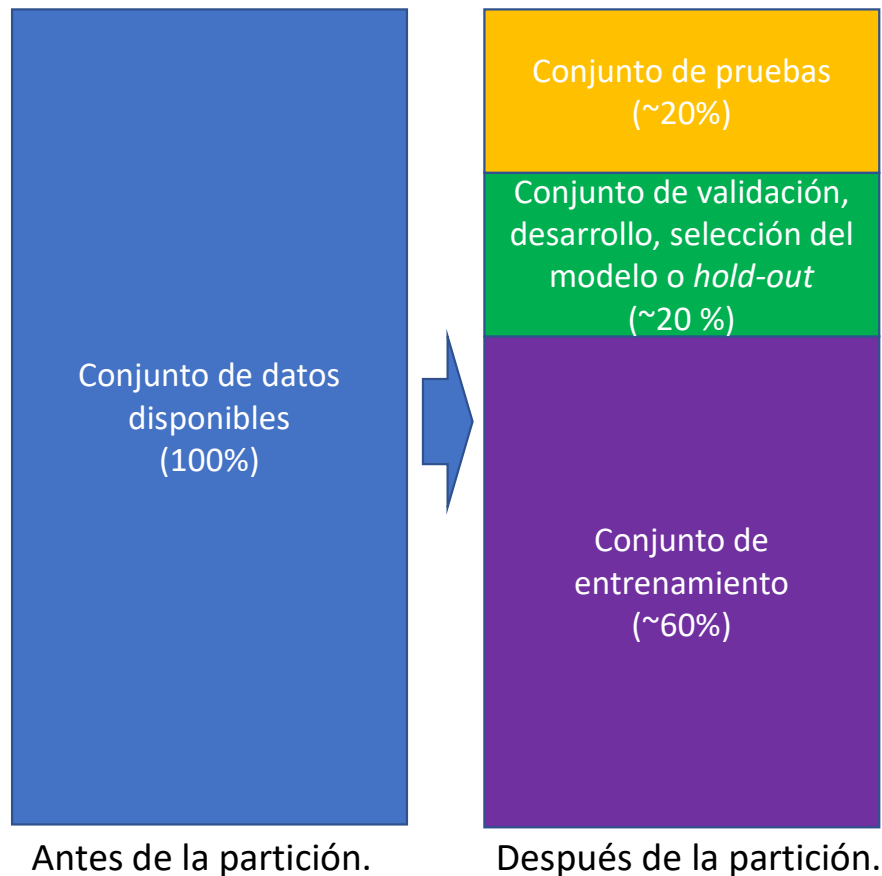 Conjunto de datos
disponibles
(100%)
Conjunto de pruebas
(~20%)
Conjunto de validación,
desarrollo, selección del
modelo o hold-out
(~20 %)
Conjunto de
entrenamiento
(~60%)
Antes de la partición.
Después de la partición.